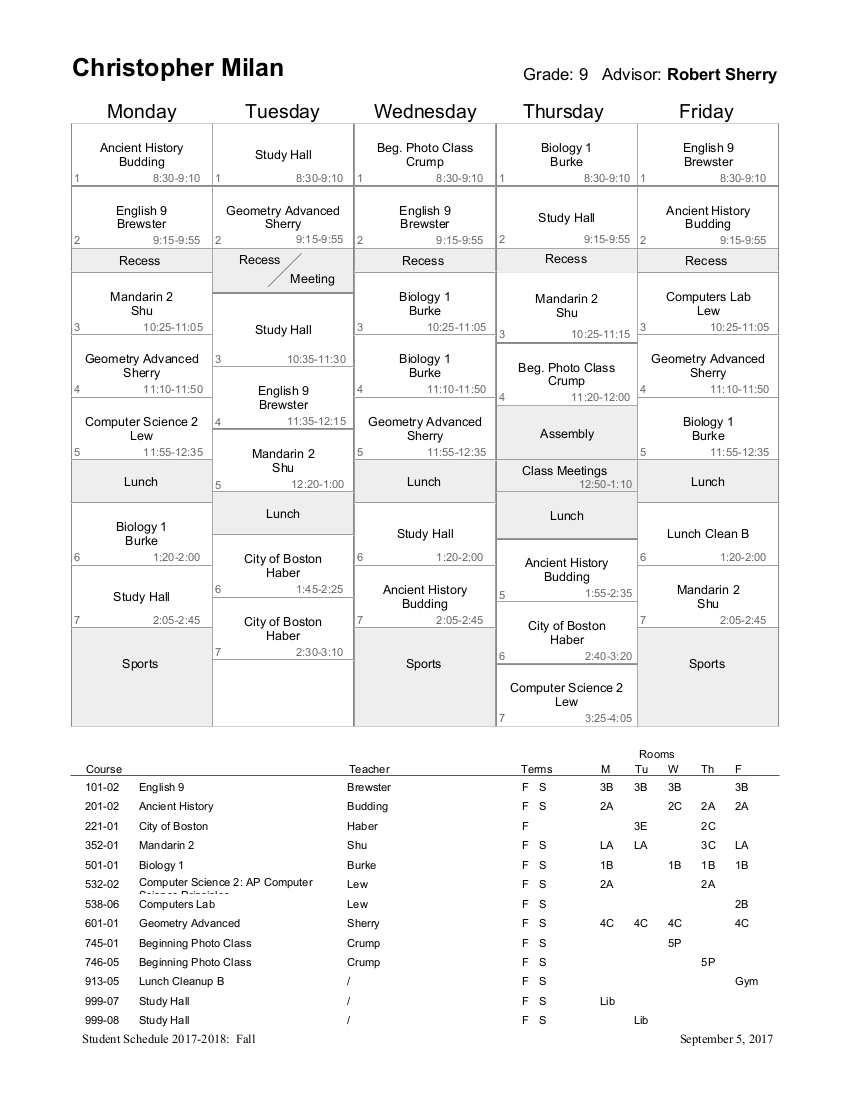 Christopher Milan
Grade: 9 Advisor: Robert Sherry
Monday Tuesday Wednesday Thursday Friday
Ancient History
Budding
1 8:30-9:10
English 9
Brewster
2 9:15-9:55
Recess
Mandarin 2
Shu
3 10:25-11:05
Geometry Advanced
Sherry
4 11:10-11:50
Computer Science 2
Lew
5 11:55-12:35
Lunch
Biology 1
Burke
6 1:20-2:00
Study Hall
7 2:05-2:45
Sports
Study Hall
1 8:30-9:10
Geometry Advanced
Sherry
2 9:15-9:55
Recess
Meeting
Study Hall
3 10:35-11:30
English 9
Brewster
4 11:35-12:15
Mandarin 2
Shu
5 12:20-1:00
Lunch
City of Boston
Haber
6 1:45-2:25
City of Boston
Haber
7 2:30-3:10
Beg. Photo Class
Crump
1 8:30-9:10
English 9
Brewster
2 9:15-9:55
Recess
Biology 1
Burke
3 10:25-11:05
Biology 1
Burke
4 11:10-11:50
Geometry Advanced
Sherry
5 11:55-12:35
Lunch
Study Hall
6 1:20-2:00
Ancient History
Budding
7 2:05-2:45
Sports
Biology 1
Burke
1 8:30-9:10
Study Hall
2 9:15-9:55
Recess
Mandarin 2
Shu
3 10:25-11:15
Beg. Photo Class
Crump
4 11:20-12:00
Assembly
Class Meetings
12:50-1:10
Lunch
Ancient History
Budding
5 1:55-2:35
City of Boston
Haber
6 2:40-3:20
Computer Science 2
Lew
7 3:25-4:05
English 9
Brewster
1 8:30-9:10
Ancient History
Budding
2 9:15-9:55
Recess
Computers Lab
Lew
3 10:25-11:05
Geometry Advanced
Sherry
4 11:10-11:50
Biology 1
Burke
5 11:55-12:35
Lunch
Lunch Clean B
6 1:20-2:00
Mandarin 2
Shu
7 2:05-2:45
Sports
Rooms
Course Teacher Terms M Tu W Th F
101-02 English 9 Brewster F S 3B 3B 3B 3B
201-02 Ancient History Budding F S 2A 2C 2A 2A
221-01 City of Boston Haber F 3E 2C
352-01 Mandarin 2 Shu F S LA LA 3C LA
501-01 Biology 1 Burke F S 1B 1B 1B 1B
532-02 Computer Science 2: AP Computer Lew F S 2A 2A
538-06 Computers Lab Lew F S 2B
601-01 Geometry Advanced Sherry F S 4C 4C 4C 4C
745-01 Beginning Photo Class Crump F S 5P
746-05 Beginning Photo Class Crump F S 5P
913-05 Lunch Cleanup B / F S Gym
999-07 Study Hall / F S Lib
999-08 Study Hall / F S Lib
Student Schedule 2017-2018: Fall September 5, 2017